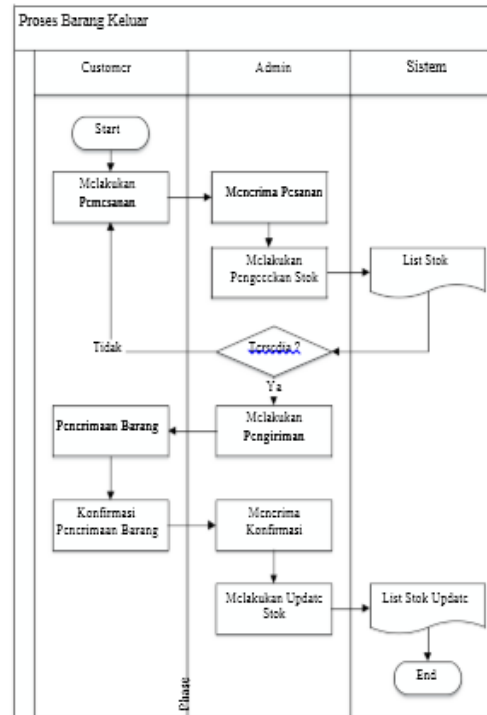 Proses Barang Keluar
Customer
Admin
Sistem
Start
Melakukan
Pemesanan
Menerima Pesanan
Melakukan
Pengecekan Stok
List Stok
Tersedia ?
Tidak
Ya
Melakukan
Pengiriman
Penerimaan Barang
Konfirmasi
Penerimaan Barang
Menerima
Konfirmasi
Melakukan Update
Stok
List Stok Update
End
Phase